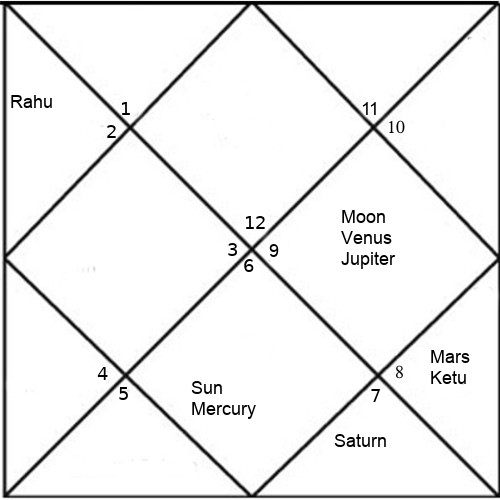 Rahu
1
2
11
10
12
3
9
6
Moon
Venus
Jupiter
4
5
Sun
Mercury
8
7
Mars
Ketu
Saturn